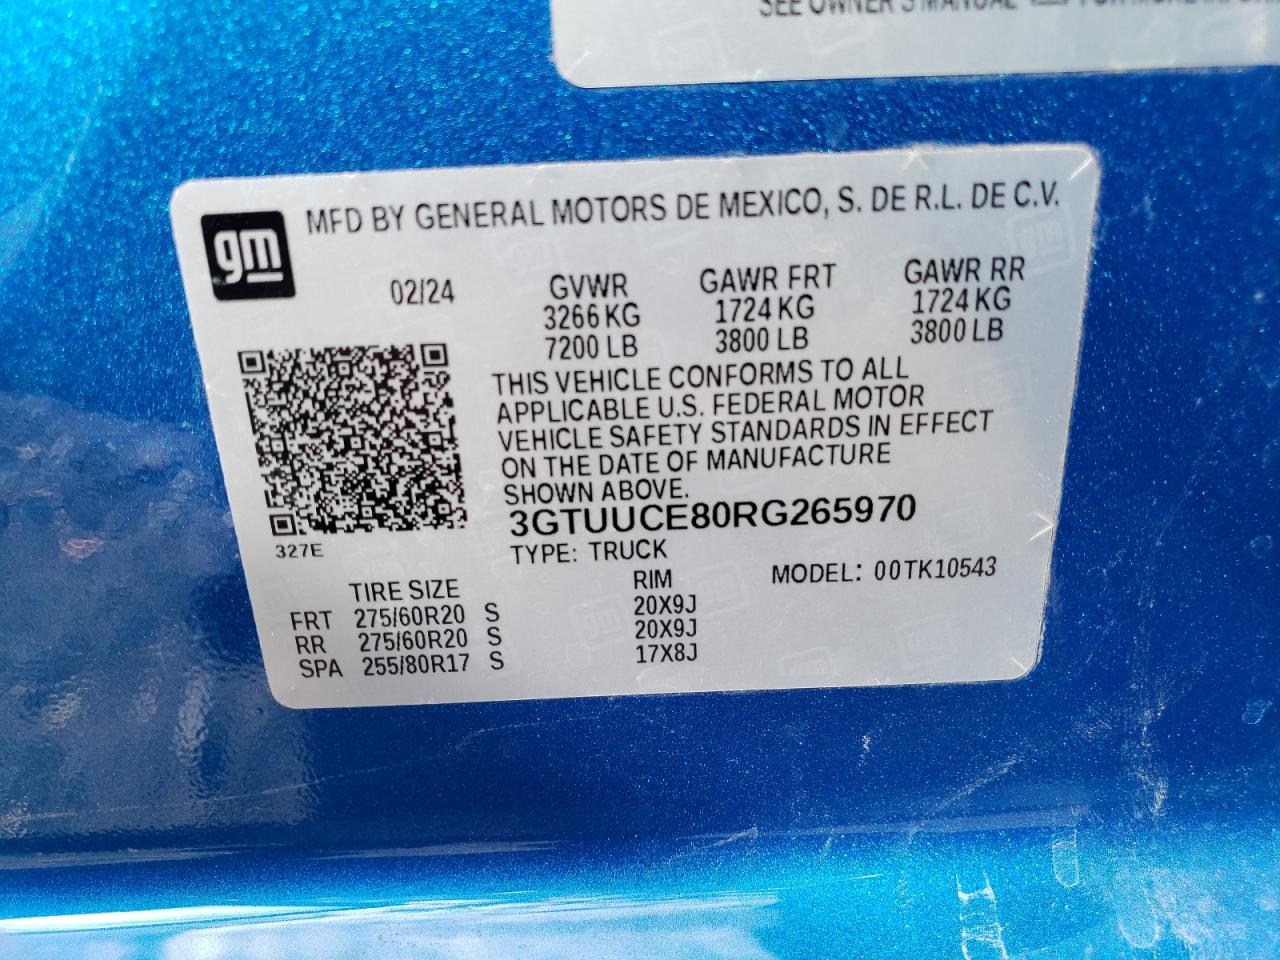 SEE OWNER'S MANUAL
gm
MFD BY GENERAL MOTORS DE MEXICO, S. DE R.L. DE C.V.
02/24 GVWR GAWR FRT GAWR RR
3266 KG 1724 KG 1724 KG
7200 LB 3800 LB 3800 LB
THIS VEHICLE CONFORMS TO ALL
APPLICABLE U.S. FEDERAL MOTOR
VEHICLE SAFETY STANDARDS IN EFFECT
ON THE DATE OF MANUFACTURE
SHOWN ABOVE.
3GTUUCE80RG265970
327E
TYPE: TRUCK
MODEL: 00TK10543
TIRE SIZE RIM
FRT 275/60R20 S 20X9J
RR 275/60R20 S 20X9J
SPA 255/80R17 S 17X8J